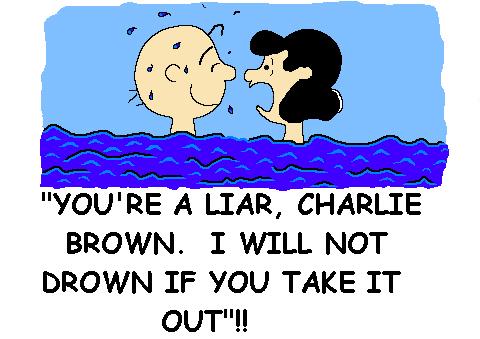 "YOU'RE A LIAR, CHARLIE
BROWN. I WILL NOT
DROWN IF YOU TAKE IT
OUT"!!